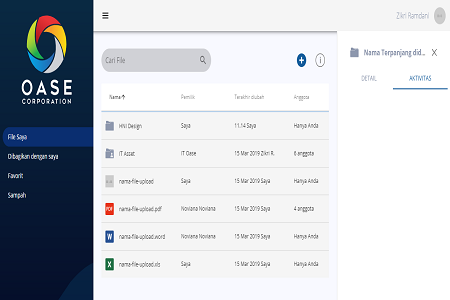 OASE
CORPORATION
File Saya
Dibagikan dengan saya
Favorit
Sampah
Zikri Ramdani
Cari File
Nama Pemilik Terakhir diubah Anggota
HNI Design Saya 11.14 Saya Hanya Anda
IT Asset IT Oase 15 Mar 2019 Zikri R. 6 anggota
nama-file-upload Saya 15 Mar 2019 Saya Hanya Anda
PDF nama-file-upload.pdf Noviana Noviana 15 Mar 2019 Saya 4 anggota
W nama-file-upload.word Noviana Noviana 15 Mar 2019 Saya Hanya Anda
X nama-file-upload.xls Saya 15 Mar 2019 Saya Hanya Anda
Nama Terpanjang did...
DETAIL AKTIVITAS